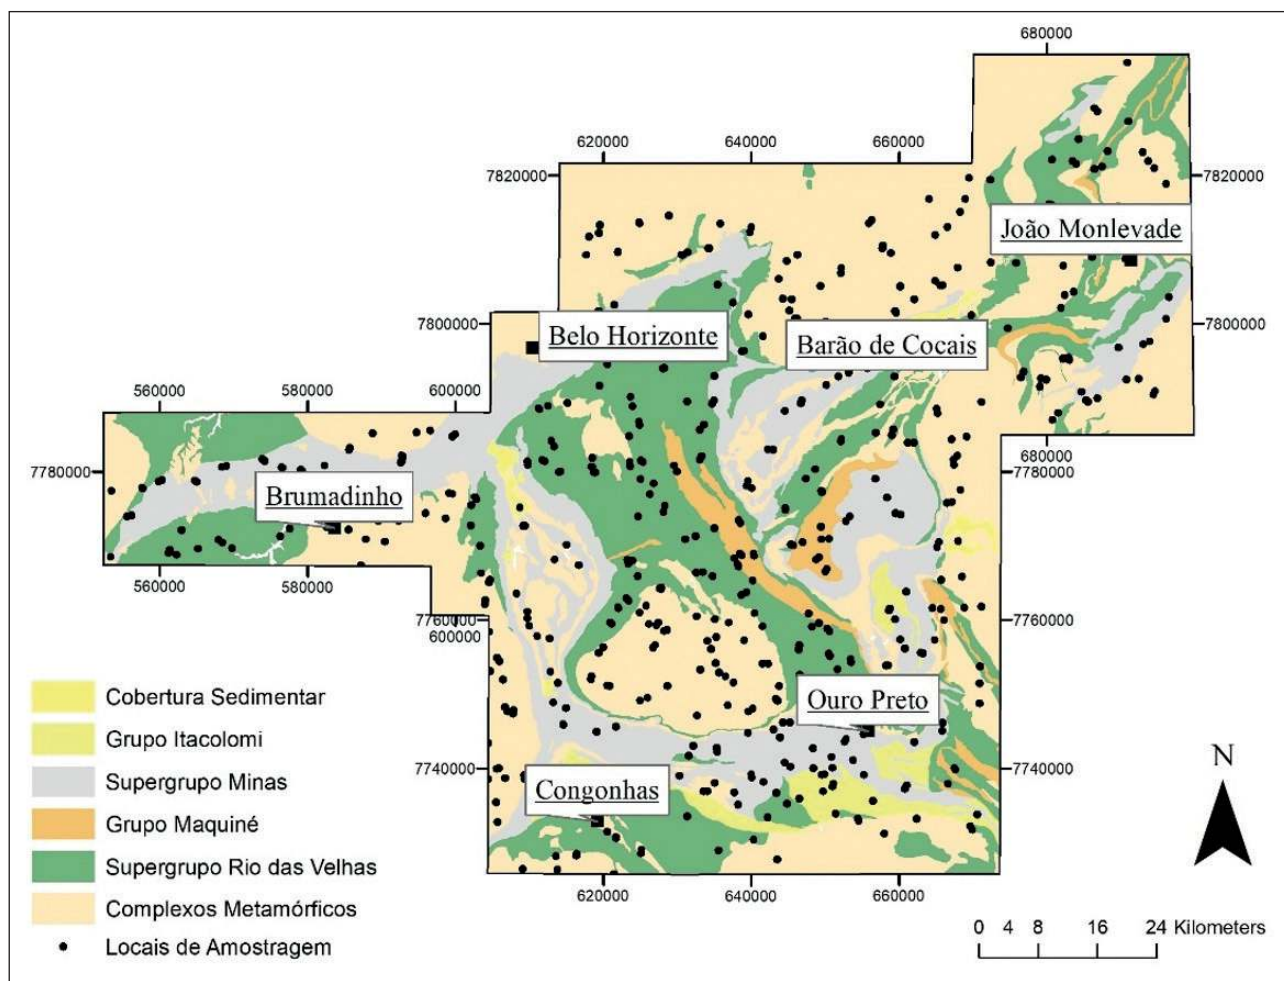 680000
620000 640000 660000
7820000 7820000
João Monlevade
7800000 7800000
Belo Horizonte
Barão de Cocais
560000 580000 600000
7780000 7780000
Brumadinho
560000 580000
7760000 7760000
600000
Ouro Preto
7740000 7740000
Congonhas
620000 640000 660000
Cobertura Sedimentar
Grupo Itacolomi
Supergrupo Minas
Grupo Maquiné
Supergrupo Rio das Velhas
Complexos Metamórficos
Locais de Amostragem
N
0 4 8 16 24 Kilometers